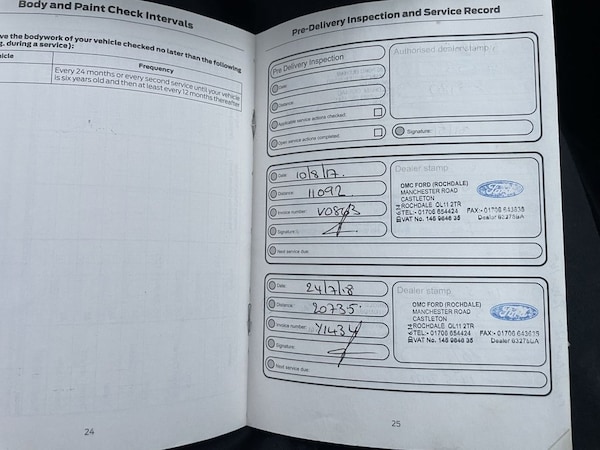 Body and Paint Check Intervals
ve the bodywork of your vehicle checked no later than the following
g. during a service):
hicle Frequency
Every 24 months or every second service until your vehicle
is six years old and then at least every 12 months thereafter
24
Pre-Delivery Inspection and Service Record
Pre Delivery Inspection
Date:
Distance:
Applicable service actions checked:
Open service actions completed:
Authorised dealer stamp
Signature:
Date: 10/8/17.
Distance: 11092
Invoice number:
Signature:
Next service due:
Dealer stamp
OMC FORD (ROCHDALE)
MANCHESTER ROAD
CASTLETON
ROCHDALE OL11 2TR
TEL:- 01706 654424 FAX:- 01706 643635
VAT No. 146 9846 35 Dealer 63275GA
Ford
Date: 24/7/18
Distance: 20735.
Invoice number: Y1434
Signature:
Next service due:
Dealer stamp
OMC FORD (ROCHDALE)
MANCHESTER ROAD
CASTLETON
ROCHDALE OL11 2TR
TEL:- 01706 654424 FAX:- 01706 643635
VAT No. 146 9846 35 Dealer 63275GA
Ford
25